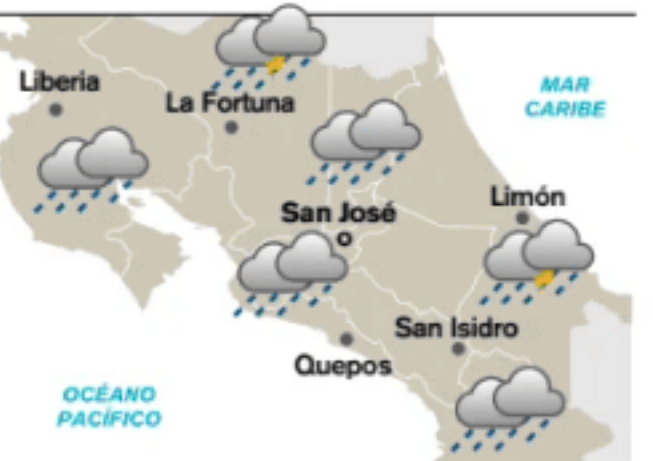 Liberia
MAR
CARIBE
La Fortuna
Limón
San José
San Isidro
Quepos
OCÉANO
PACÍFICO